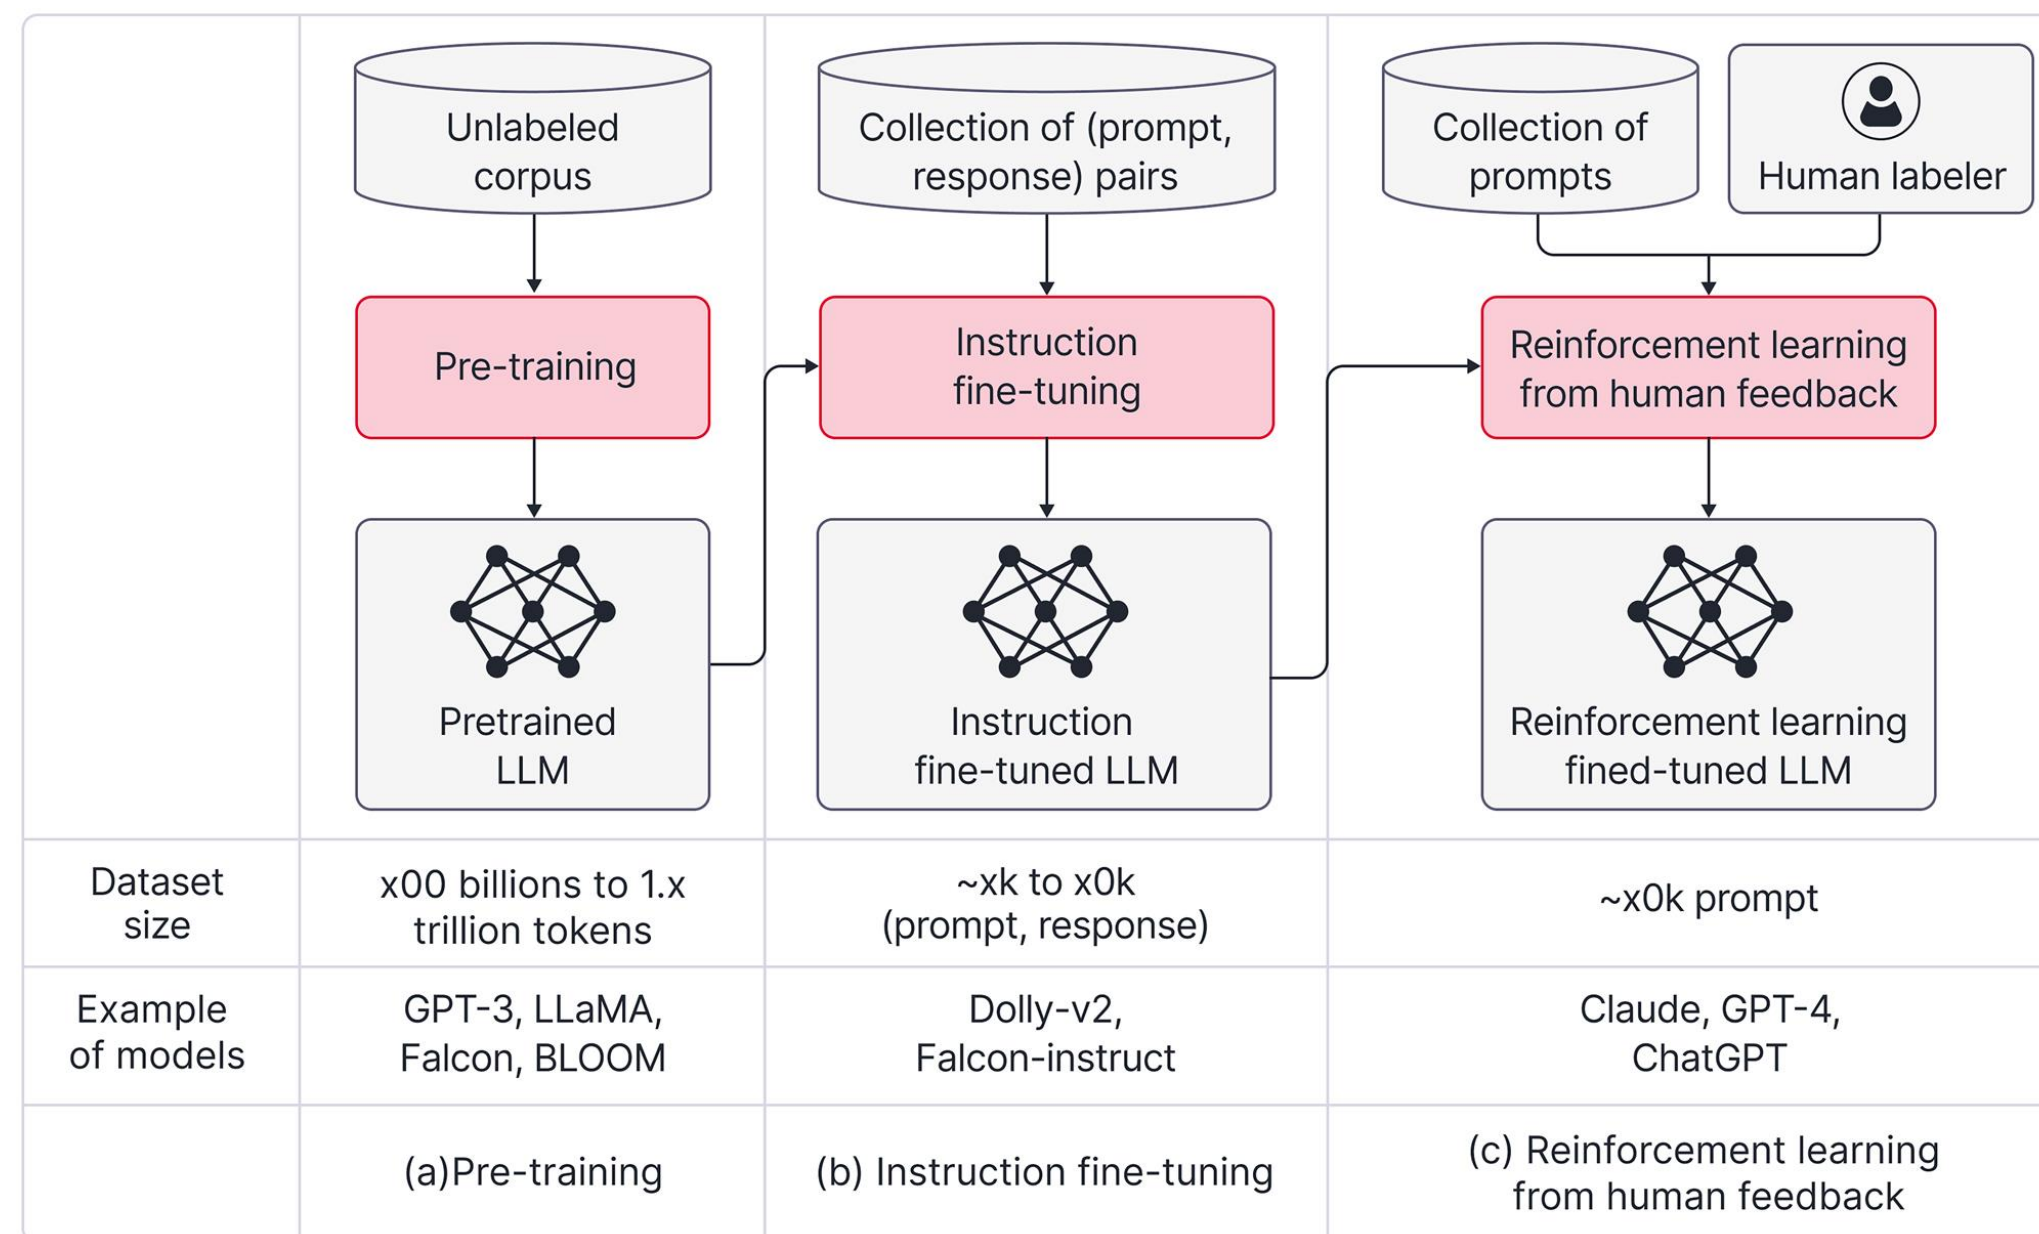 Unlabeled
corpus
Collection of (prompt,
response) pairs
Collection of
prompts
Human labeler
Pre-training
Instruction
fine-tuning
Reinforcement learning
from human feedback
Pretrained
LLM
Instruction
fine-tuned LLM
Reinforcement learning
fined-tuned LLM
Dataset
size
x00 billions to 1.x
trillion tokens
~xk to x0k
(prompt, response)
~x0k prompt
Example
of models
GPT-3, LLaMA,
Falcon, BLOOM
Dolly-v2,
Falcon-instruct
Claude, GPT-4,
ChatGPT
(a)Pre-training
(b) Instruction fine-tuning
(c) Reinforcement learning
from human feedback